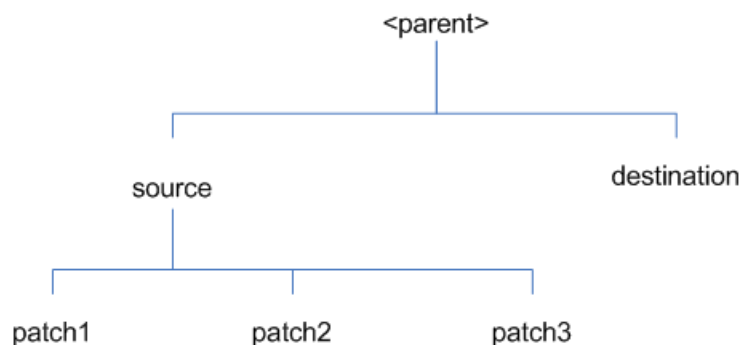 <parent>
source
destination
patch1
patch2
patch3